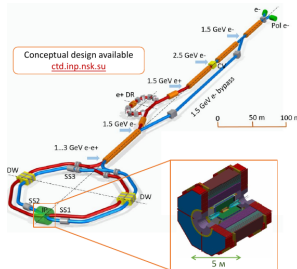 e-
Pol e-
1.5 GeV e-
Conceptual design available
ctd.inp.nsk.su
2.5 GeV e-
1.5 GeV e+
e+ DR
1.5 GeV e- bypass
1.5 GeV e-
0 50 m 100 m
1...3 GeV e-e+
DW
SS3
DW
SS2
SS1
IP
5 м